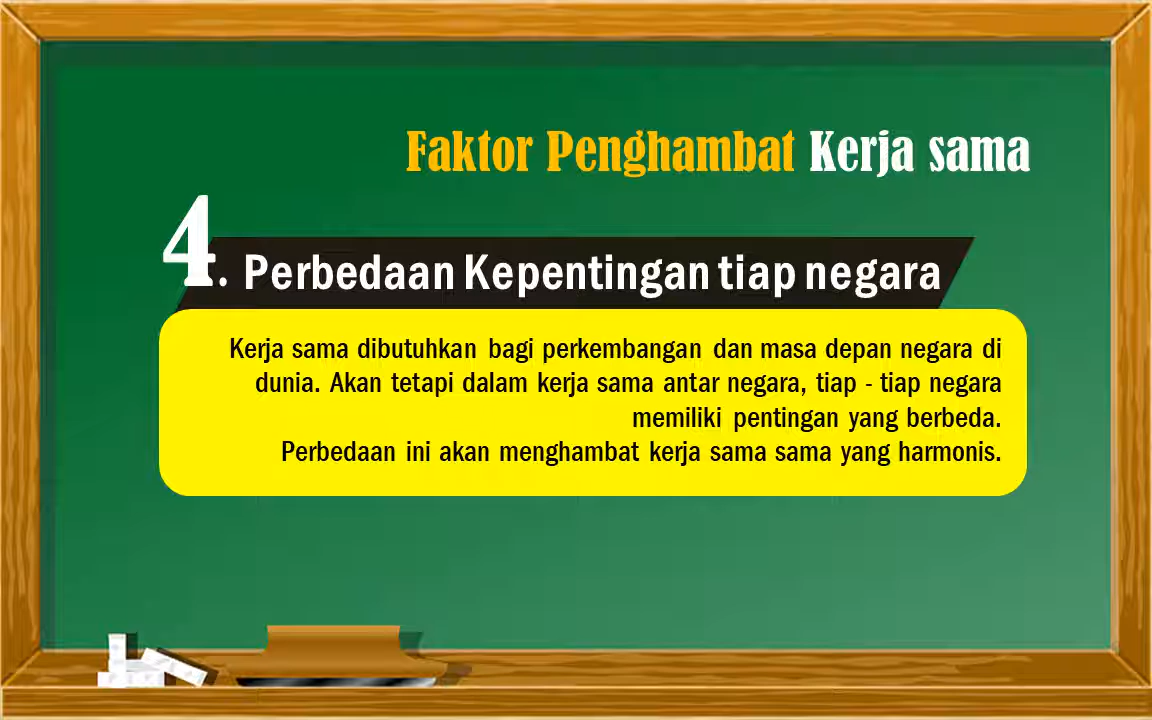 Faktor Penghambat Kerja sama
4. Perbedaan Kepentingan tiap negara
Kerja sama dibutuhkan bagi perkembangan dan masa depan negara di
dunia. Akan tetapi dalam kerja sama antar negara, tiap - tiap negara
memiliki pentingan yang berbeda.
Perbedaan ini akan menghambat kerja sama sama yang harmonis.